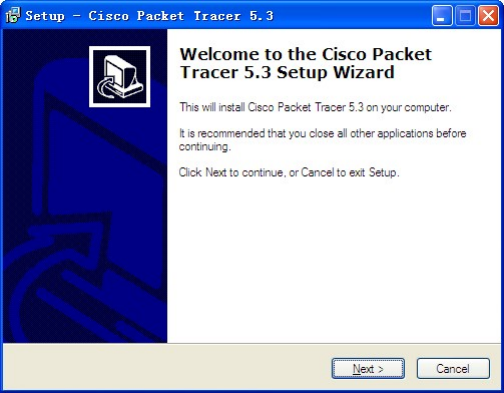 Setup - Cisco Packet Tracer 5.3
Welcome to the Cisco Packet
Tracer 5.3 Setup Wizard
This will install Cisco Packet Tracer 5.3 on your computer.
It is recommended that you close all other applications before
continuing.
Click Next to continue, or Cancel to exit Setup.
Next >
Cancel